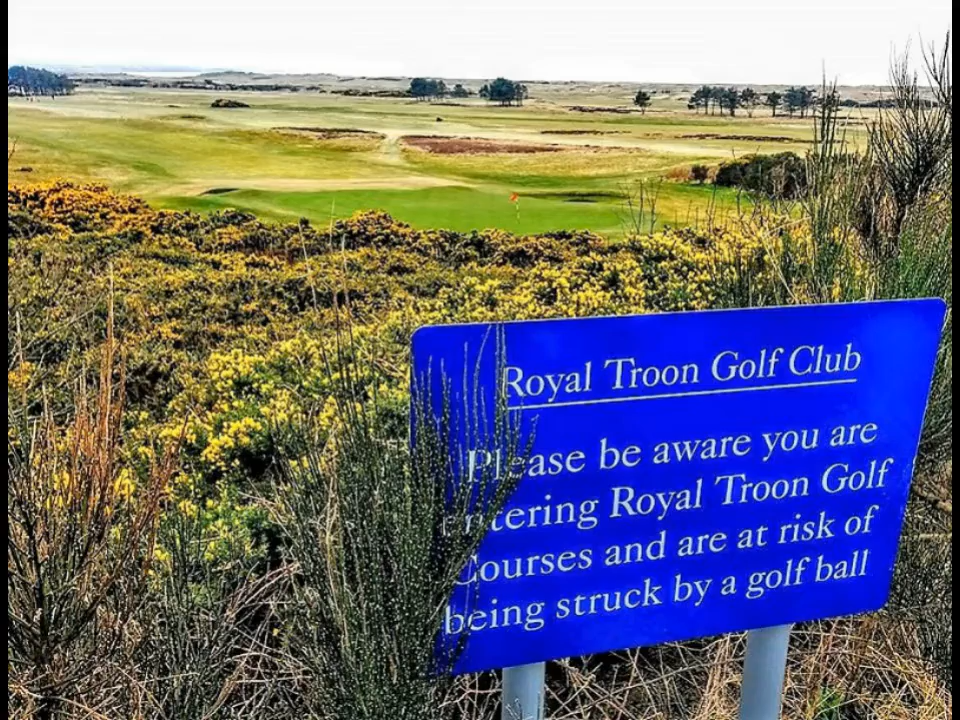 Royal Troon Golf Club
Please be aware you are
entering Royal Troon Golf
Courses and are at risk of
being struck by a golf ball